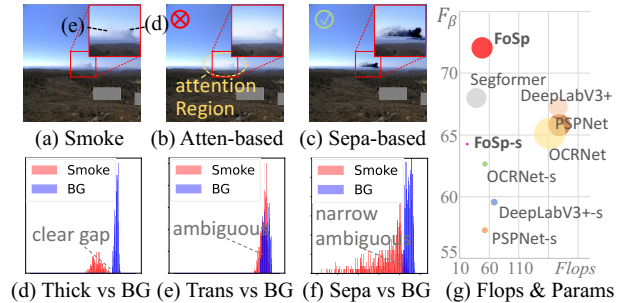 (e) (d)
attention
Region
(a) Smoke (b) Atten-based (c) Sepa-based
Smoke
BG
clear gap
Smoke
BG
ambiguous
Smoke
BG
narrow
ambiguous
(d) Thick vs BG (e) Trans vs BG (f) Sepa vs BG
Fβ
70
65
60
55
FoSp
Segformer
DeepLabV3+
PSPNet
FoSp-s
OCRNet
OCRNet-s
DeepLabV3+-s
PSPNet-s
10 60 110 Flops
(g) Flops & Params